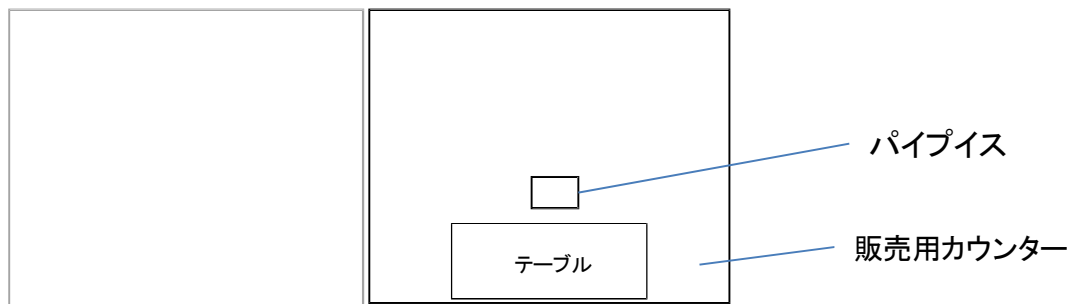 パイプイス
販売用カウンター
テーブル